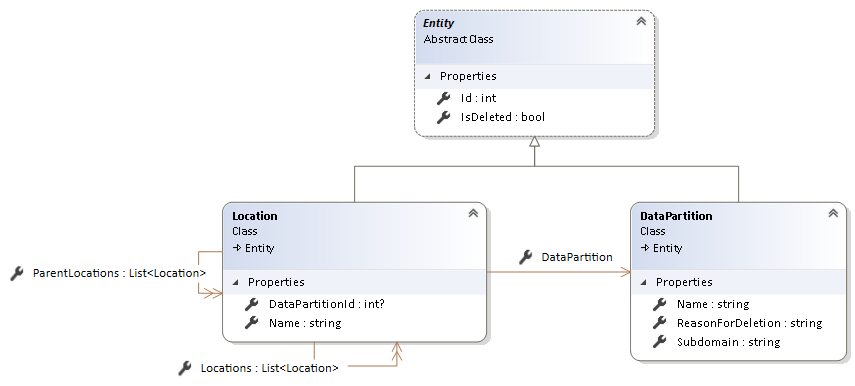 Entity
Abstract Class
Properties
Id : int
IsDeleted : bool
Location
Class
Entity
Properties
DataPartitionId : int?
Name : string
ParentLocations : List<Location>
Locations : List<Location>
DataPartition
DataPartition
Class
Entity
Properties
Name : string
ReasonForDeletion : string
Subdomain : string